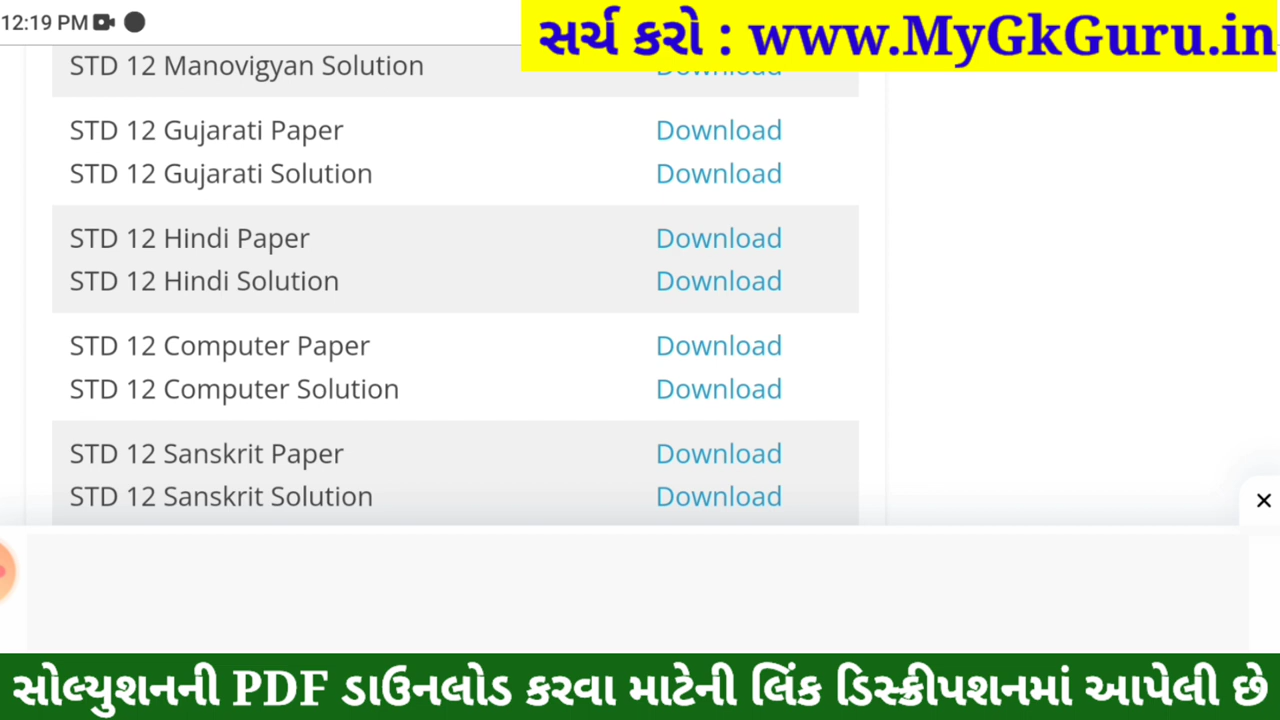 12:19 PM
સર્ચ કરો : www.MyGkGuru.in
STD 12 Manovigyan Solution Download
STD 12 Gujarati Paper Download
STD 12 Gujarati Solution Download
STD 12 Hindi Paper Download
STD 12 Hindi Solution Download
STD 12 Computer Paper Download
STD 12 Computer Solution Download
STD 12 Sanskrit Paper Download
STD 12 Sanskrit Solution Download
સોલ્યુશનની PDF ડાઉનલોડ કરવા માટેની લિંક ડિસ્ક્રીપશનમાં આપેલી છે